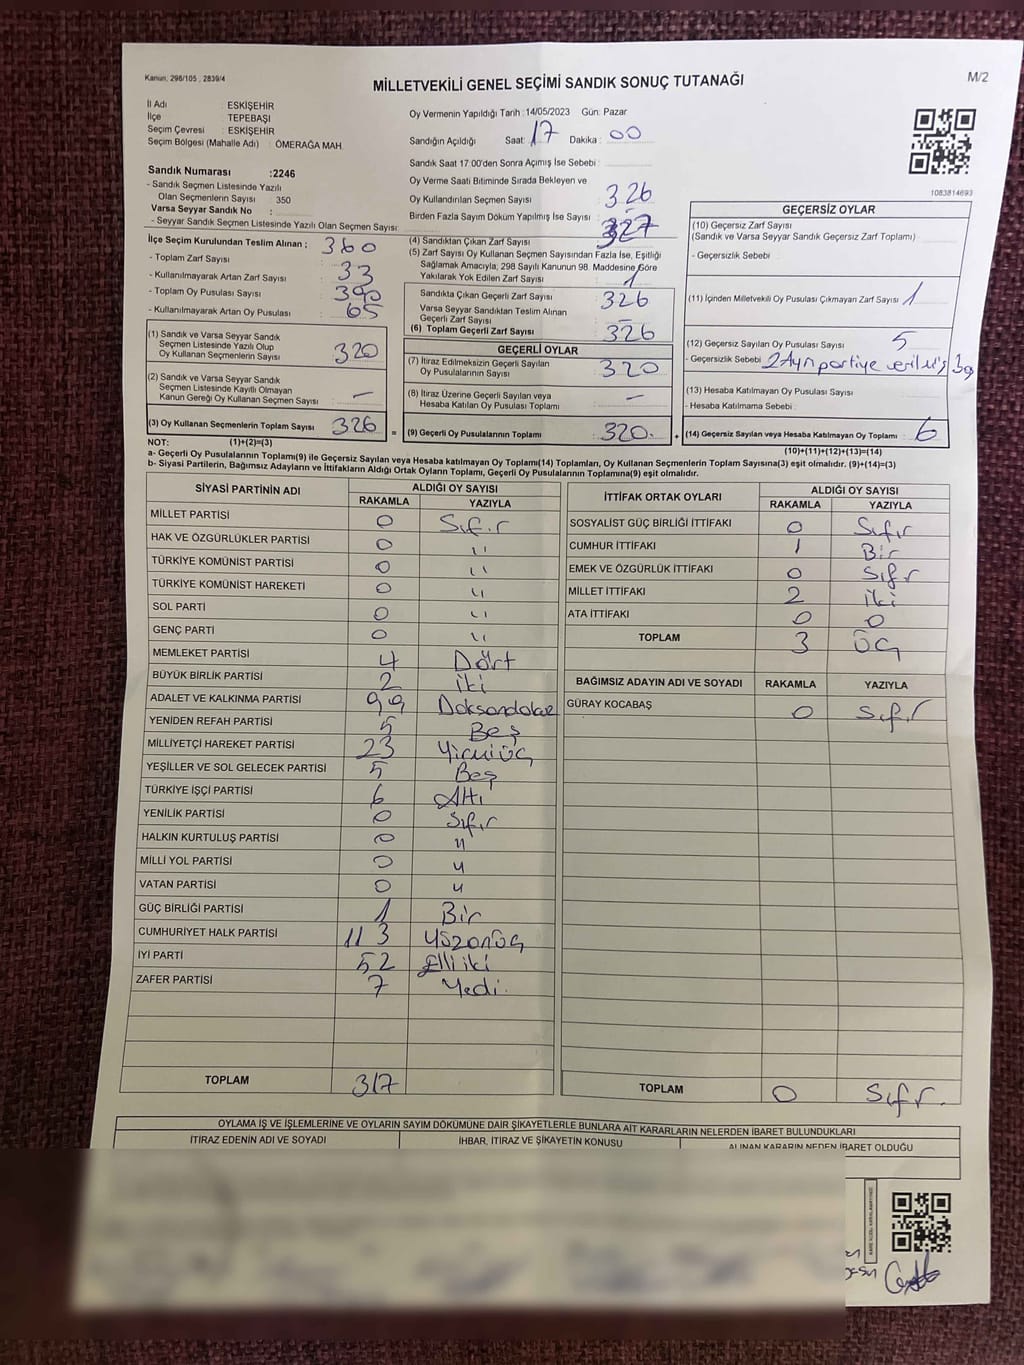 Kanun: 298/105 , 2839/4
MİLLETVEKİLİ GENEL SEÇİMİ SANDIK SONUÇ TUTANAĞI
M/2
İl Adı : ESKİŞEHİR
İlçe : TEPEBAŞI
Seçim Çevresi : ESKİŞEHİR
Seçim Bölgesi (Mahalle Adı) : ÖMERAĞA MAH.
Sandık Numarası :2246
- Sandık Seçmen Listesinde Yazılı
Olan Seçmenlerin Sayısı : 350
Varsa Seyyar Sandık No :
- Seyyar Sandık Seçmen Listesinde Yazılı Olan Seçmen Sayısı
Oy Vermenin Yapıldığı Tarih :14/05/2023 Gün: Pazar
Sandığın Açıldığı Saat: 17 Dakika : 00
Sandık Saat 17:00'den Sonra Açımış İse Sebebi :
Oy Verme Saati Bitiminde Sırada Bekleyen ve
Oy Kullandırılan Seçmen Sayısı : 326
Birden Fazla Sayım Döküm Yapılmış İse Sayısı : -
1083814693
İlçe Seçim Kurulundan Teslim Alınan :
- Toplam Zarf Sayısı : 360
- Kullanılmayarak Artan Zarf Sayısı : 33
- Toplam Oy Pusulası Sayısı : 390
- Kullanılmayarak Artan Oy Pusulası : 65
(1) Sandık ve Varsa Seyyar Sandık
Seçmen Listesinde Yazılı Olup
Oy Kullanan Seçmenlerin Sayısı : 320
(2) Sandık ve Varsa Seyyar Sandık
Seçmen Listesinde Kayıtlı Olmayan
Kanun Gereği Oy Kullanan Seçmen Sayısı : -
(3) Oy Kullanan Seçmenlerin Toplam Sayısı : 326
(4) Sandıktan Çıkan Zarf Sayısı : 327
(5) Zarf Sayısı Oy Kullanan Seçmen Sayısından Fazla İse, Eşitliği
Sağlamak Amacıyla, 298 Sayılı Kanunun 98. Maddesine Göre
Yakılarak Yok Edilen Zarf Sayısı : 1
Sandıkta Çıkan Geçerli Zarf Sayısı : 326
Varsa Seyyar Sandıktan Teslim Alınan
Geçerli Zarf Sayısı : -
(6) Toplam Geçerli Zarf Sayısı : 326
GEÇERLİ OYLAR
(7) İtiraz Edilmeksizin Geçerli Sayılan
Oy Pusulalarının Sayısı : 320
(8) İtiraz Üzerine Geçerli Sayılan veya
Hesaba Katılan Oy Pusulası Toplamı : -
= (9) Geçerli Oy Pusulalarının Toplamı : 320.
GEÇERSİZ OYLAR
(10) Geçersiz Zarf Sayısı :
(Sandık ve Varsa Seyyar Sandık Geçersiz Zarf Toplamı)
- Geçersizlik Sebebi :
(11) İçinden Milletvekili Oy Pusulası Çıkmayan Zarf Sayısı : 1
(12) Geçersiz Sayılan Oy Pusulası Sayısı : 5
- Geçersizlik Sebebi : 2 Ayrı partiye verilmiş
(13) Hesaba Katılmayan Oy Pusulası Sayısı :
- Hesaba Katılmama Sebebi :
+ (14) Geçersiz Sayılan veya Hesaba Katılmayan Oy Toplamı : 6
NOT: (1)+(2)=(3)
(10)+(11)+(12)+(13)=(14)
a- Geçerli Oy Pusulalarının Toplamı(9) ile Geçersiz Sayılan veya Hesaba katılmayan Oy Toplam(14) Toplamları, Oy Kullanan Seçmenlerin Toplam Sayısına(3) eşit olmalıdır. (9)+(14)=(3)
b- Siyasi Partilerin, Bağımsız Adayların ve İttifakların Aldığı Ortak Oyların Toplamı, Geçerli Oy Pusulalarının Toplamına(9) eşit olmalıdır.
SİYASİ PARTİNİN ADI
ALDIĞI OY SAYISI
RAKAMLA YAZIYLA
MİLLET PARTİSİ 0 Sıfır
HAK VE ÖZGÜRLÜKLER PARTİSİ 0 "
TÜRKİYE KOMÜNİST PARTİSİ 0 "
TÜRKİYE KOMÜNİST HAREKETİ 0 "
SOL PARTİ 0 "
GENÇ PARTİ 0 "
MEMLEKET PARTİSİ 4 Dört
BÜYÜK BİRLİK PARTİSİ 2 İki
ADALET VE KALKINMA PARTİSİ 99 Doksandokuz
YENİDEN REFAH PARTİSİ 5 Beş
MİLLİYETÇİ HAREKET PARTİSİ 23 Yirmiüç
YEŞİLLER VE SOL GELECEK PARTİSİ 5 Beş
TÜRKİYE İŞÇİ PARTİSİ 6 Altı
YENİLİK PARTİSİ 0 Sıfır
HALKIN KURTULUŞ PARTİSİ 0 "
MİLLİ YOL PARTİSİ 0 "
VATAN PARTİSİ 0 "
GÜÇ BİRLİĞİ PARTİSİ 1 Bir
CUMHURİYET HALK PARTİSİ 113 Yüzonüç
İYİ PARTİ 52 Elliiki
ZAFER PARTİSİ 7 Yedi.
TOPLAM 317
İTTİFAK ORTAK OYLARI
ALDIĞI OY SAYISI
RAKAMLA YAZIYLA
SOSYALİST GÜÇ BİRLİĞİ İTTİFAKI 0 Sıfır
CUMHUR İTTİFAKI 1 Bir
EMEK VE ÖZGÜRLÜK İTTİFAKI 0 Sıfır
MİLLET İTTİFAKI 2 İki
ATA İTTİFAKI 0 0
TOPLAM 3 ÜÇ
BAĞIMSIZ ADAYIN ADI VE SOYADI RAKAMLA YAZIYLA
GÜRAY KOCABAŞ 0 Sıfır
TOPLAM 0 Sıfır.
OYLAMA İŞ VE İŞLEMLERİNE VE OYLARIN SAYIM DÖKÜMÜNE DAİR ŞİKAYETLERLE BUNLARA AİT KARARLARIN NELERDEN İBARET BULUNDUKLARI
İTİRAZ EDENİN ADI VE SOYADI
İHBAR, İTİRAZ VE ŞİKAYETİN KONUSU
ALINAN KARARIN NEDEN İBARET OLDUĞU